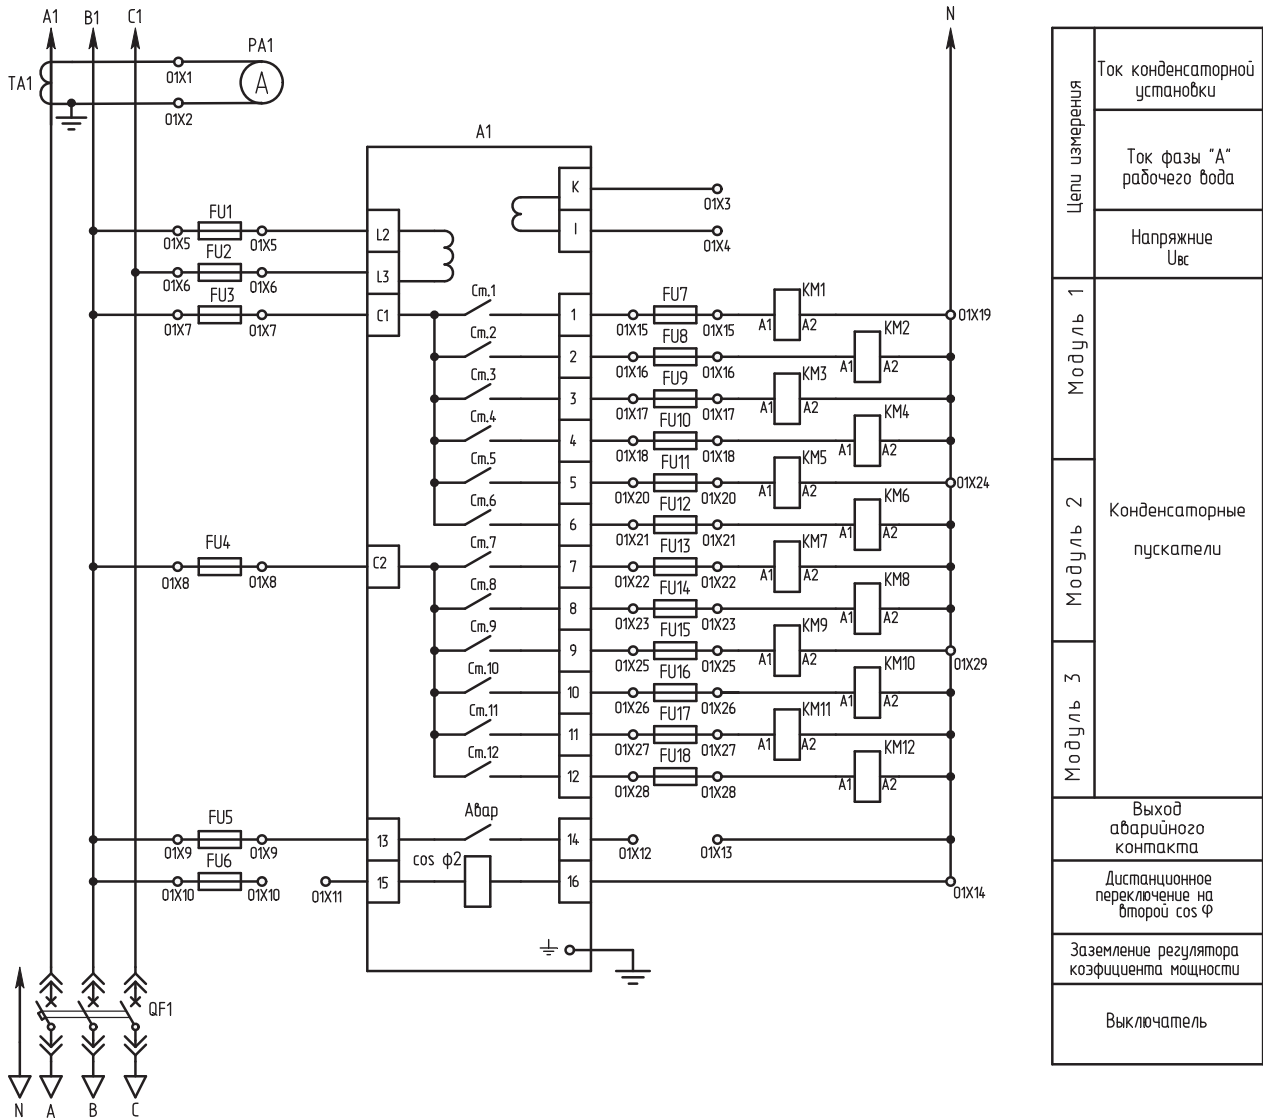 A1 B1 C1 N
TA1
PA1
A
01X1
01X2
A1
K
01X3
I
01X4
FU1
01X5 01X5 L2
FU2
01X6 01X6 L3
FU3
01X7 01X7 C1
Ст.1 1 01X15 FU7 01X15 A1 KM1 A2 01X19
Ст.2 2 01X16 FU8 01X16 A1 KM2 A2
Ст.3 3 01X17 FU9 01X17 A1 KM3 A2
Ст.4 4 01X18 FU10 01X18 A1 KM4 A2
Ст.5 5 01X20 FU11 01X20 A1 KM5 A2 01X24
Ст.6 6 01X21 FU12 01X21 A1 KM6 A2
FU4
01X8 01X8 C2
Ст.7 7 01X22 FU13 01X22 A1 KM7 A2
Ст.8 8 01X23 FU14 01X23 A1 KM8 A2
Ст.9 9 01X25 FU15 01X25 A1 KM9 A2 01X29
Ст.10 10 01X26 FU16 01X26 A1 KM10 A2
Ст.11 11 01X27 FU17 01X27 A1 KM11 A2
Ст.12 12 01X28 FU18 01X28 A1 KM12 A2
FU5
01X9 01X9 13 Авар 14 01X12 01X13
FU6
01X10 01X10 01X11 15 cos φ2 16 01X14
QF1
N A B C
Цепи измерения
Ток конденсаторной
установки
Ток фазы "А"
рабочего вода
Напряжние
Uвс
Модуль 1
Модуль 2
Модуль 3
Конденсаторные
пускатели
Выход
аварийного
контакта
Дистанционное
переключение на
второй cos φ
Заземление регулятора
коэфициента мощности
Выключатель